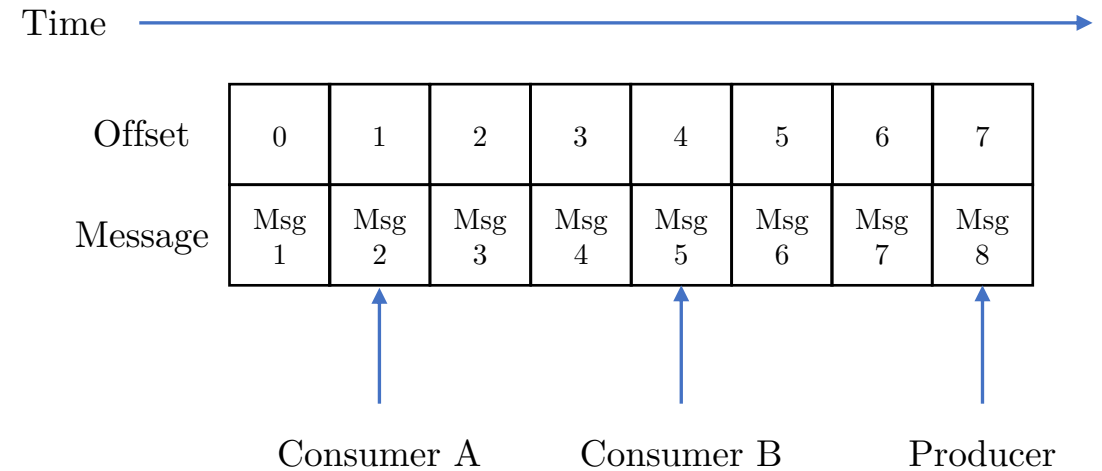 Time
Offset 0 1 2 3 4 5 6 7
Message
Msg Msg Msg Msg Msg Msg Msg Msg
1 2 3 4 5 6 7 8
Consumer A Consumer B Producer